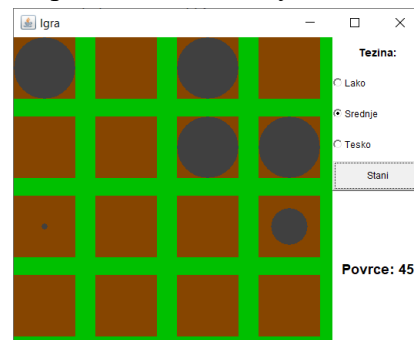 Igra
Tezina:
Lako
Srednje
Tesko
Stani
Povrce: 45